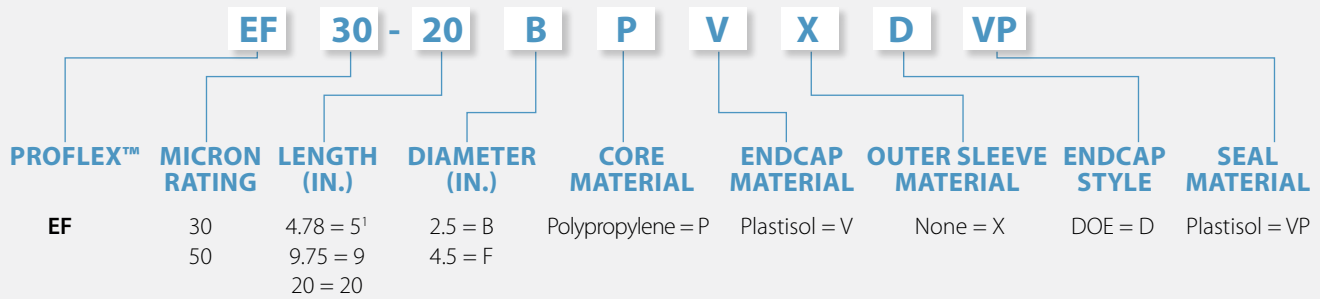 EF 30 - 20 B P V X D VP
PROFLEX™ MICRON RATING LENGTH (IN.) DIAMETER (IN.) CORE MATERIAL ENDCAP MATERIAL OUTER SLEEVE MATERIAL ENDCAP STYLE SEAL MATERIAL
EF 30 4.78 = 5¹ 2.5 = B Polypropylene = P Plastisol = V None = X DOE = D Plastisol = VP
50 9.75 = 9 4.5 = F
20 = 20